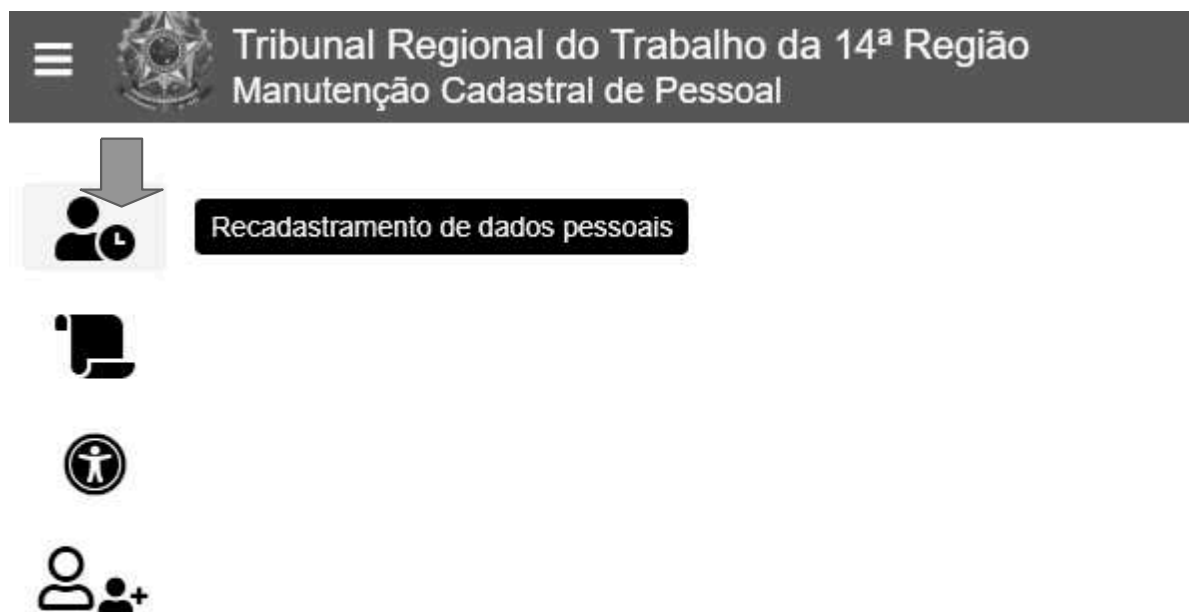 Tribunal Regional do Trabalho da 14ª Região
Manutenção Cadastral de Pessoal
Recadastramento de dados pessoais